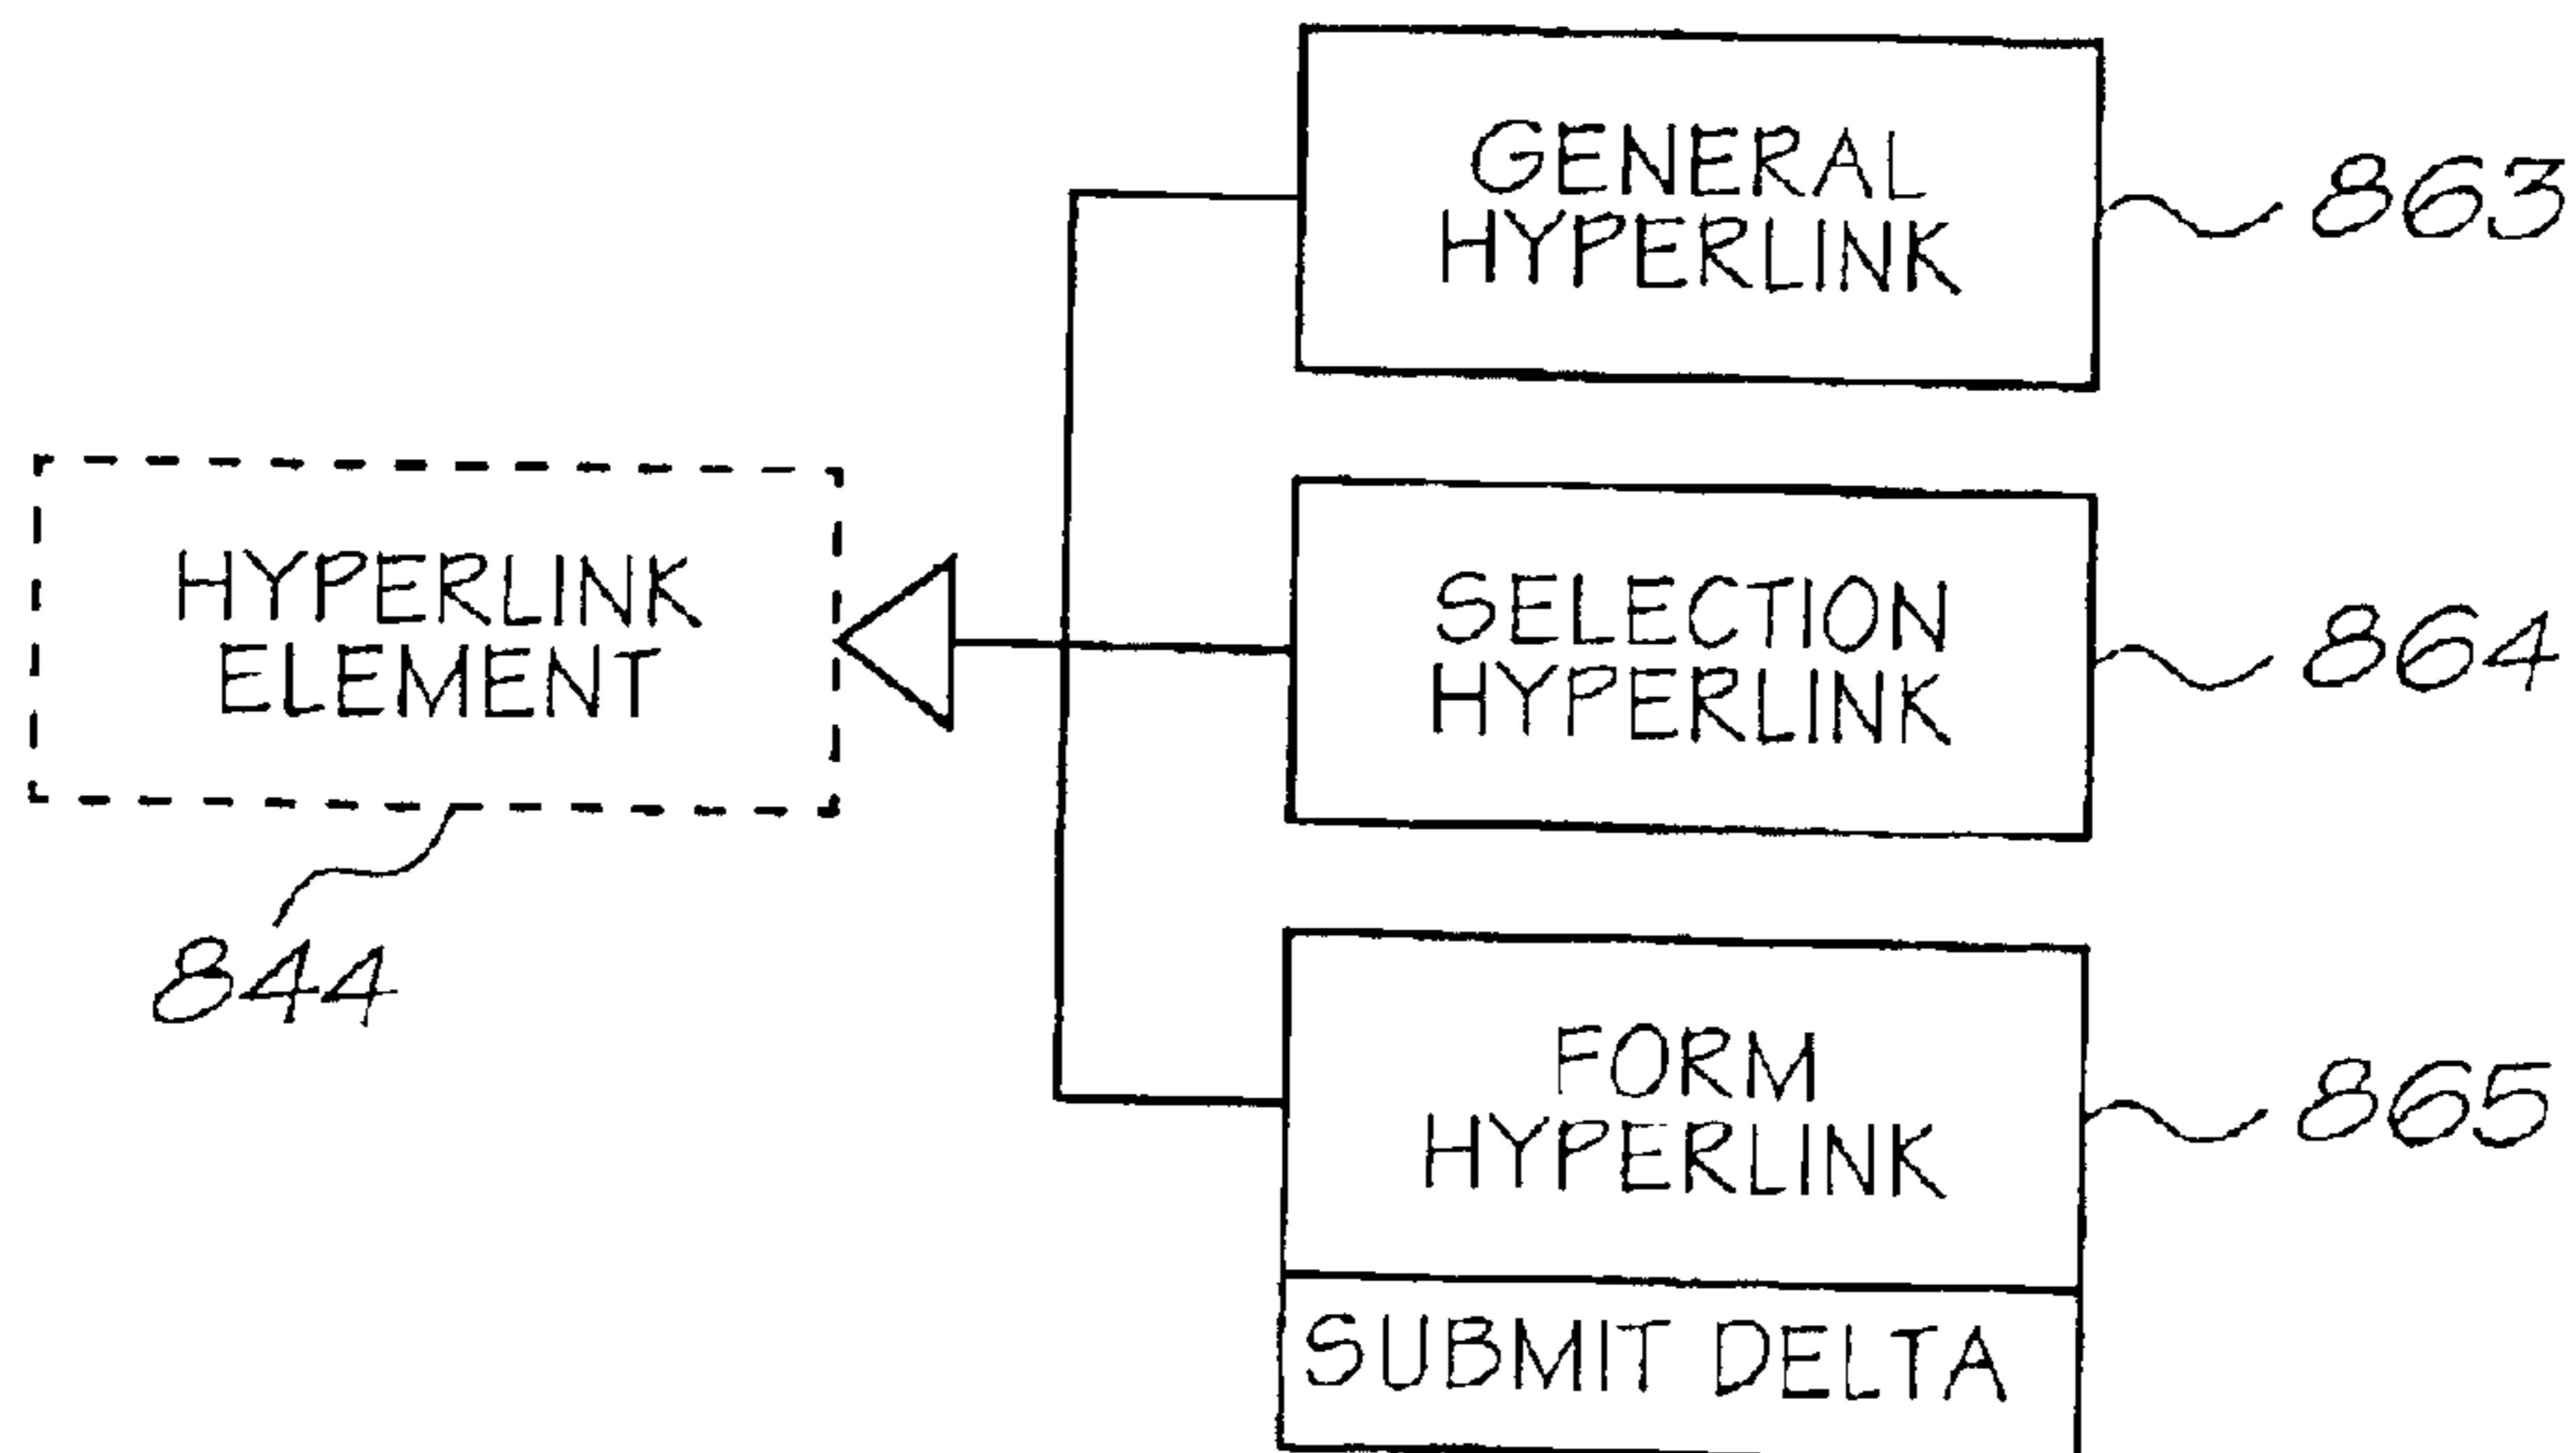 GENERAL
HYPERLINK
863
HYPERLINK
ELEMENT
844
SELECTION
HYPERLINK
864
FORM
HYPERLINK
865
SUBMIT DELTA